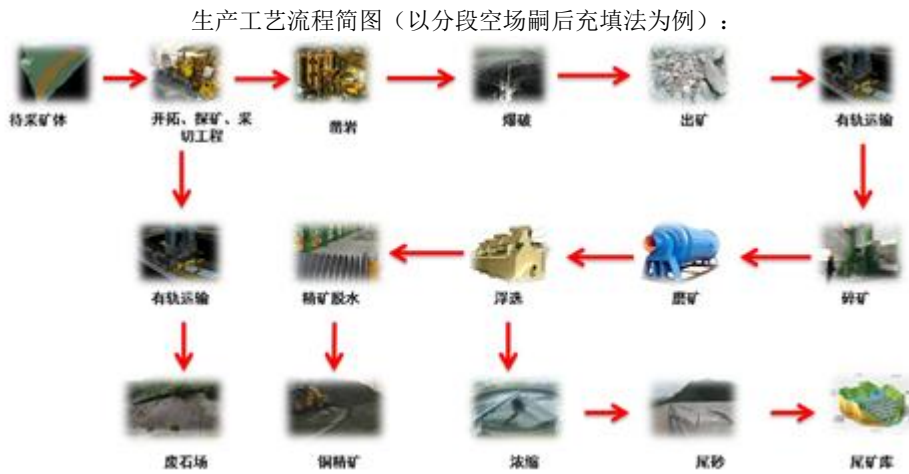 生产工艺流程简图（以分段空场嗣后充填法为例）：
待采矿体
开拓、探矿、采
切工程
凿岩
爆破
出矿
有轨运输
有轨运输
精矿脱水
浮选
磨矿
碎矿
废石场
铜精矿
浓缩
尾砂
尾矿库